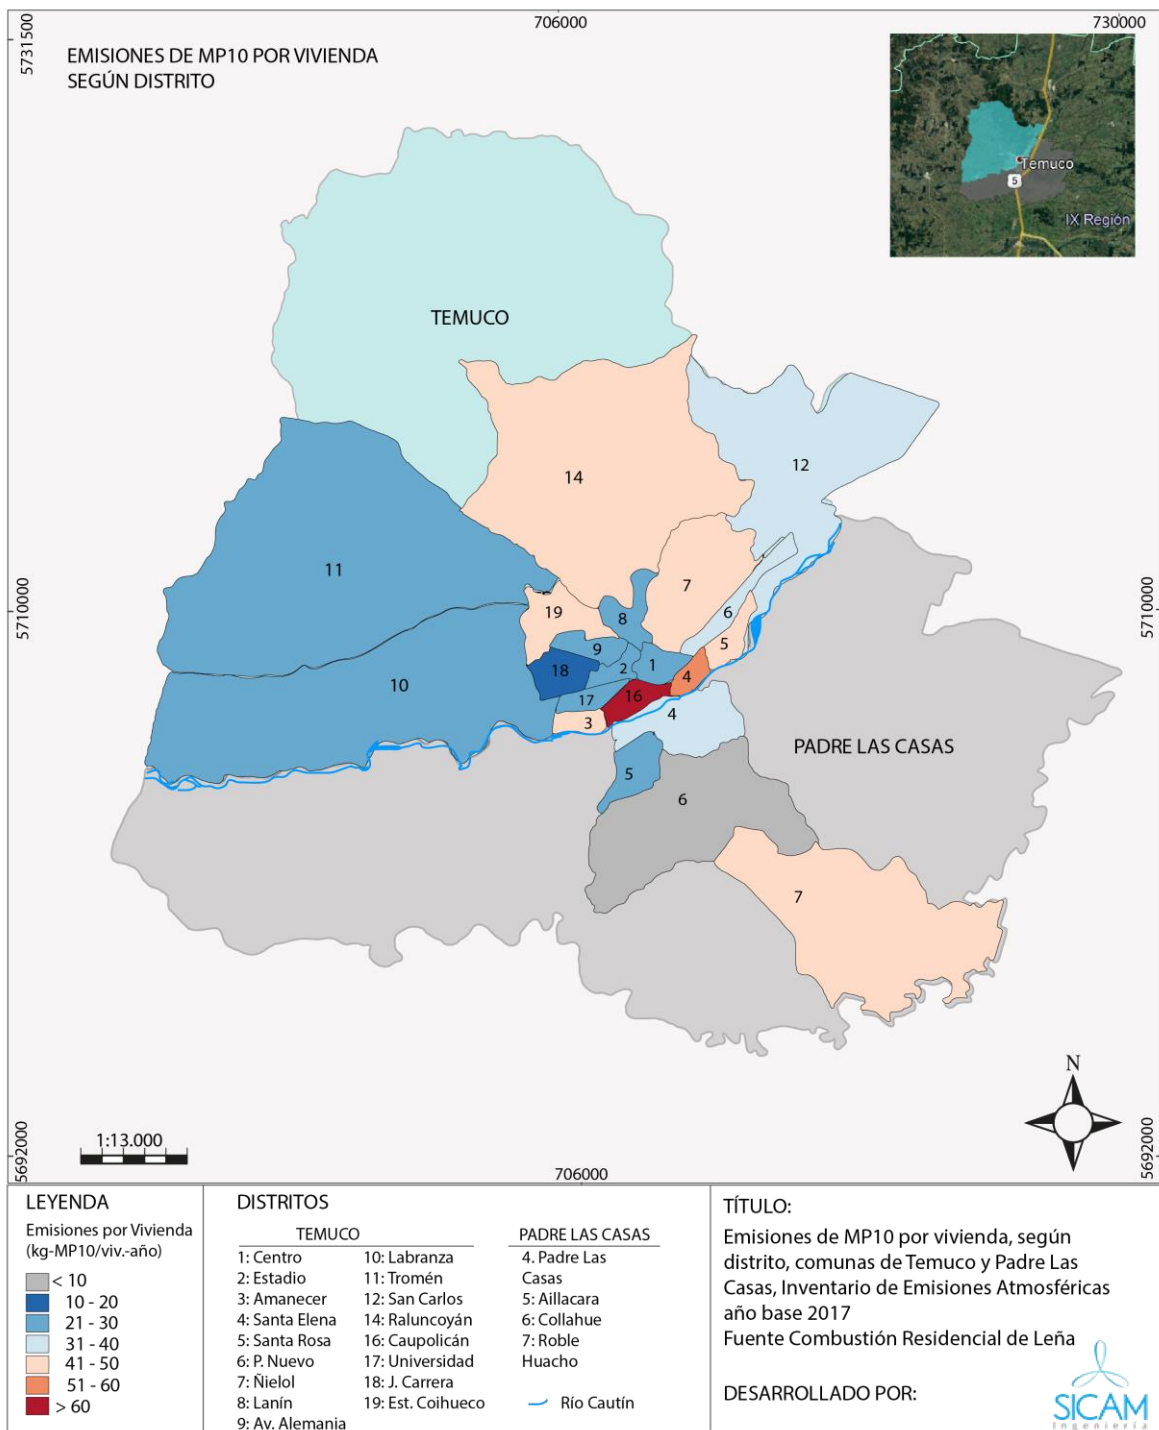 706000
730000
5731500
EMISIONES DE MP10 POR VIVIENDA
SEGÚN DISTRITO
Temuco
5
IX Región
TEMUCO
12
14
11
7
5710000
5710000
19
8
6
5
9
1
2
18
4
10
16
17
4
3
PADRE LAS CASAS
5
6
7
N
1:13.000
5692000
5692000
706000
LEYENDA
Emisiones por Vivienda
(kg-MP10/viv.-año)
< 10
10 - 20
21 - 30
31 - 40
41 - 50
51 - 60
> 60
DISTRITOS
TEMUCO
1: Centro
2: Estadio
3: Amanecer
4: Santa Elena
5: Santa Rosa
6: P. Nuevo
7: Ñielol
8: Lanín
9: Av. Alemania
10: Labranza
11: Tromén
12: San Carlos
14: Raluncoyán
16: Caupolicán
17: Universidad
18: J. Carrera
19: Est. Coihueco
PADRE LAS CASAS
4. Padre Las
Casas
5: Aillacara
6: Collahue
7: Roble
Huacho
Río Cautín
TÍTULO:
Emisiones de MP10 por vivienda, según
distrito, comunas de Temuco y Padre Las
Casas, Inventario de Emisiones Atmosféricas
año base 2017
Fuente Combustión Residencial de Leña
DESARROLLADO POR:
SICAM
Ingeniería